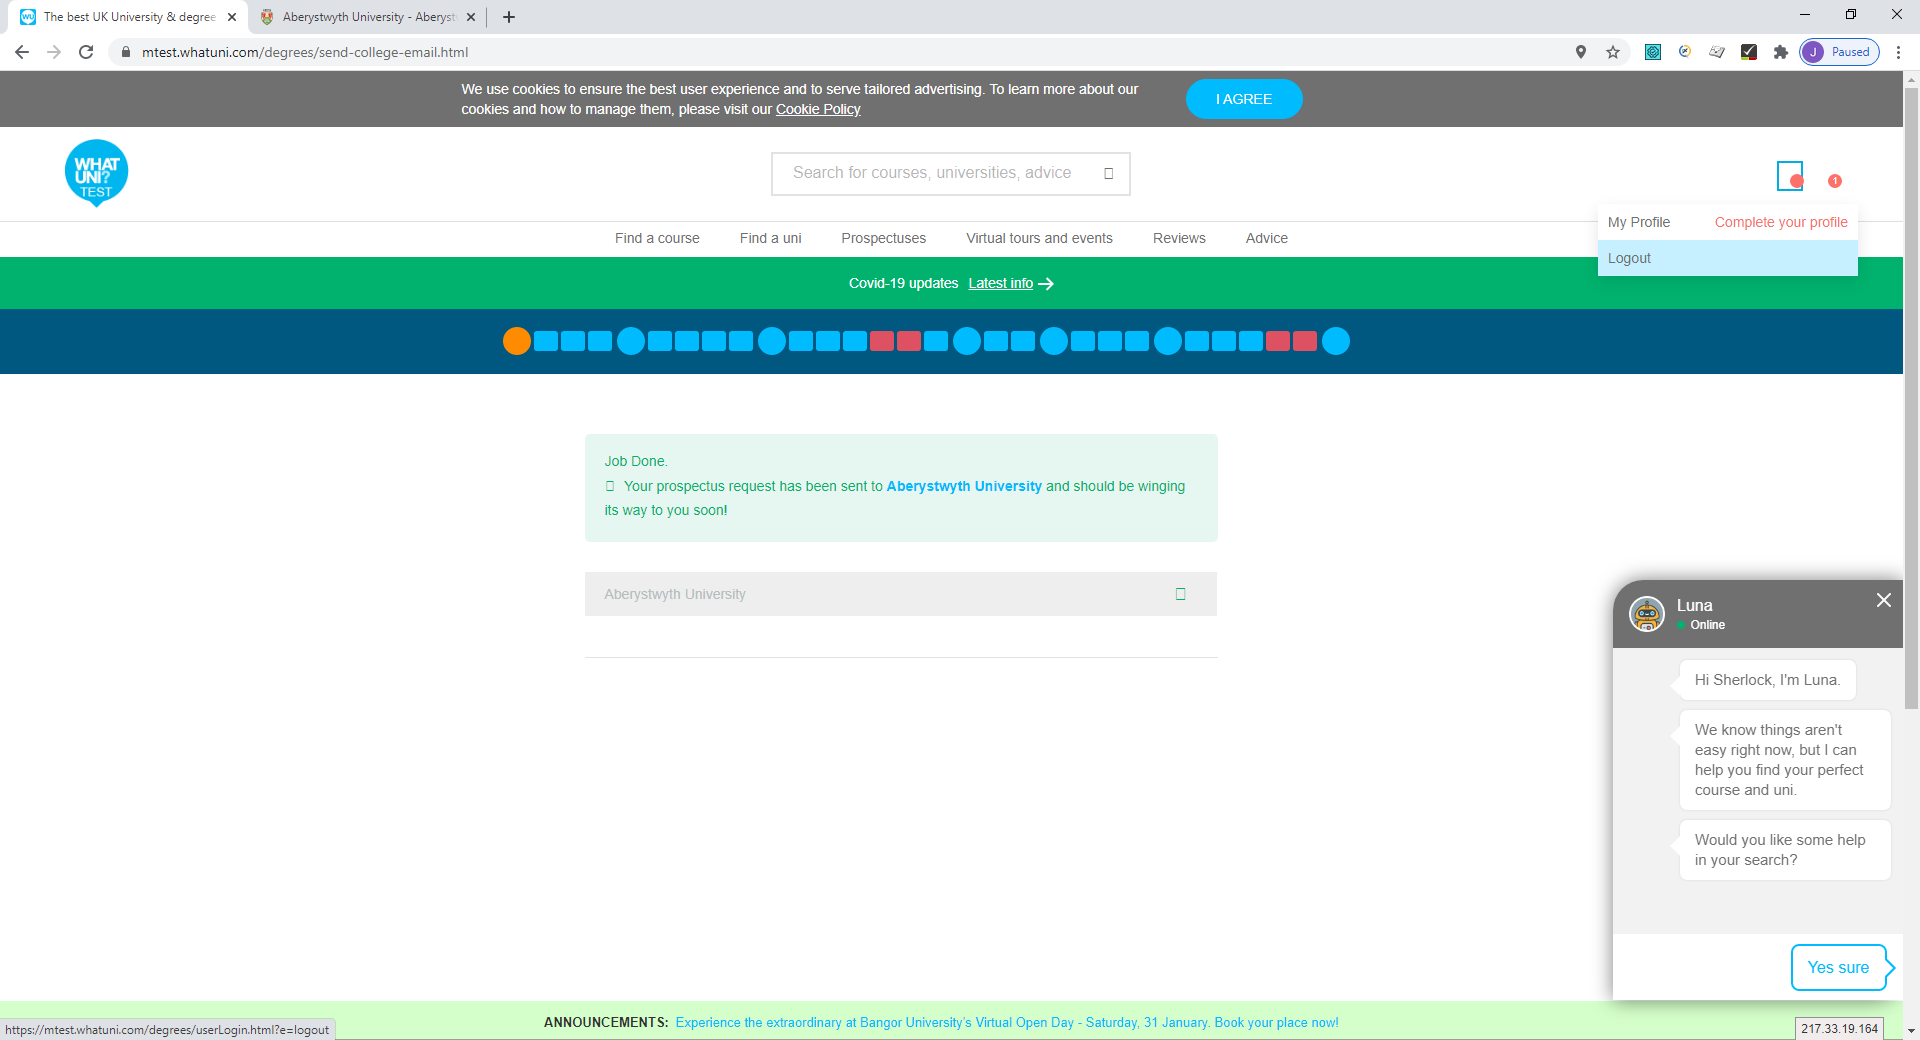 The best UK University & degree
Aberystwyth University - Aberyst
mtest.whatuni.com/degrees/send-college-email.html
J Paused
We use cookies to ensure the best user experience and to serve tailored advertising. To learn more about our
cookies and how to manage them, please visit our Cookie Policy
I AGREE
WHAT
UNI?
TEST
Search for courses, universities, advice
1
My Profile Complete your profile
Logout
Find a course Find a uni Prospectuses Virtual tours and events Reviews Advice
Covid-19 updates Latest info
Job Done.
Your prospectus request has been sent to Aberystwyth University and should be winging
its way to you soon!
Aberystwyth University
Luna
Online
Hi Sherlock, I'm Luna.
We know things aren't
easy right now, but I can
help you find your perfect
course and uni.
Would you like some help
in your search?
Yes sure
ANNOUNCEMENTS: Experience the extraordinary at Bangor University's Virtual Open Day - Saturday, 31 January. Book your place now!
https://mtest.whatuni.com/degrees/userLogin.html?e=logout
217.33.19.164